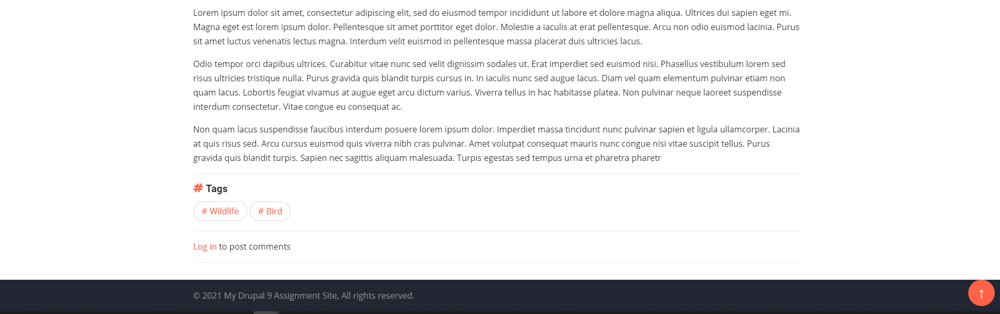 Lorem ipsum dolor sit amet, consectetur adipiscing elit, sed do eiusmod tempor incididunt ut labore et dolore magna aliqua. Ultrices dui sapien eget mi.
Magna eget est lorem ipsum dolor. Pellentesque sit amet porttitor eget dolor. Molestie a iaculis at erat pellentesque. Arcu non odio euismod lacinia. Purus
sit amet luctus venenatis lectus magna. Interdum velit euismod in pellentesque massa placerat duis ultricies lacus.
Odio tempor orci dapibus ultrices. Curabitur vitae nunc sed velit dignissim sodales ut. Erat imperdiet sed euismod nisi. Phasellus vestibulum lorem sed
risus ultricies tristique nulla. Purus gravida quis blandit turpis cursus in. In iaculis nunc sed augue lacus. Diam vel quam elementum pulvinar etiam non
quam lacus. Lobortis feugiat vivamus at augue eget arcu dictum varius. Viverra tellus in hac habitasse platea. Non pulvinar neque laoreet suspendisse
interdum consectetur. Vitae congue eu consequat ac.
Non quam lacus suspendisse faucibus interdum posuere lorem ipsum dolor. Imperdiet massa tincidunt nunc pulvinar sapien et ligula ullamcorper. Lacinia
at quis risus sed. Arcu cursus euismod quis viverra nibh cras pulvinar. Amet volutpat consequat mauris nunc congue nisi vitae suscipit tellus. Purus
gravida quis blandit turpis. Sapien nec sagittis aliquam malesuada. Turpis egestas sed tempus urna et pharetra pharetr
# Tags
# Wildlife # Bird
Log in to post comments
© 2021 My Drupal 9 Assignment Site, All rights reserved.
↑